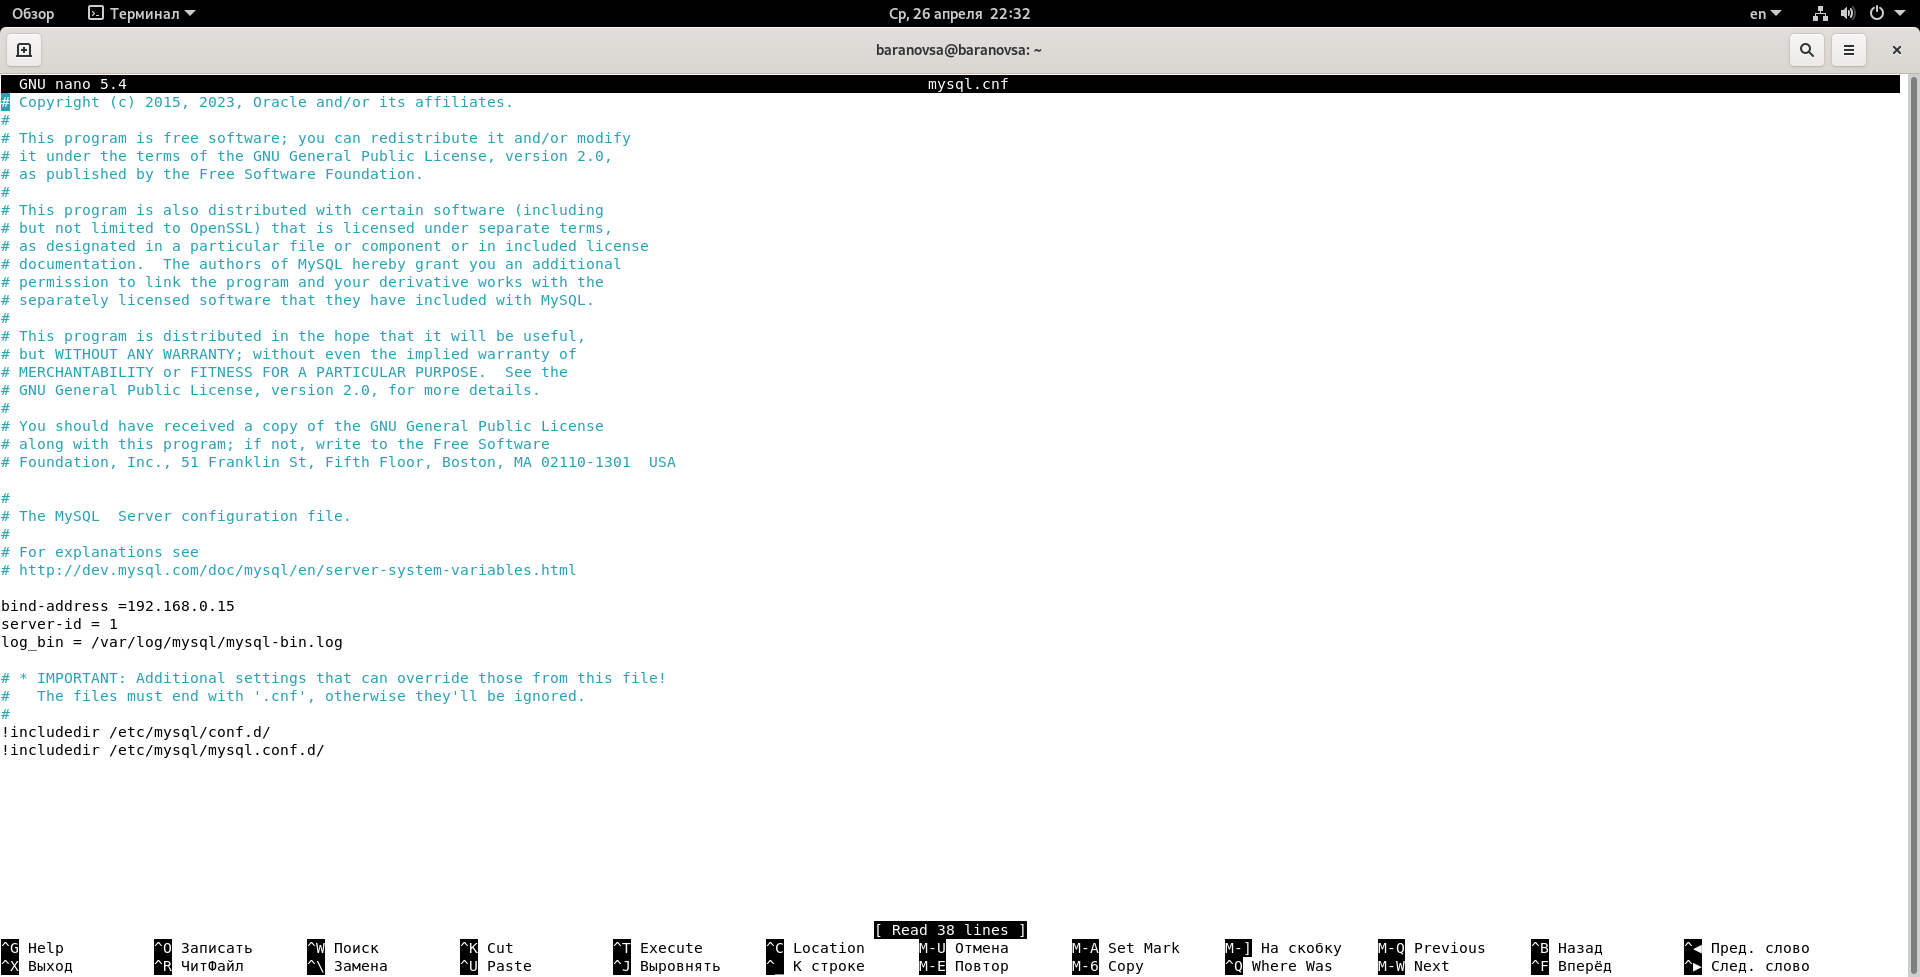 Обзор Терминал Ср, 26 апреля 22:32 en
baranovsa@baranovsa: ~
GNU nano 5.4 mysql.cnf
# Copyright (c) 2015, 2023, Oracle and/or its affiliates.
#
# This program is free software; you can redistribute it and/or modify
# it under the terms of the GNU General Public License, version 2.0,
# as published by the Free Software Foundation.
#
# This program is also distributed with certain software (including
# but not limited to OpenSSL) that is licensed under separate terms,
# as designated in a particular file or component or in included license
# documentation.  The authors of MySQL hereby grant you an additional
# permission to link the program and your derivative works with the
# separately licensed software that they have included with MySQL.
#
# This program is distributed in the hope that it will be useful,
# but WITHOUT ANY WARRANTY; without even the implied warranty of
# MERCHANTABILITY or FITNESS FOR A PARTICULAR PURPOSE.  See the
# GNU General Public License, version 2.0, for more details.
#
# You should have received a copy of the GNU General Public License
# along with this program; if not, write to the Free Software
# Foundation, Inc., 51 Franklin St, Fifth Floor, Boston, MA 02110-1301  USA
#
# The MySQL  Server configuration file.
#
# For explanations see
# http://dev.mysql.com/doc/mysql/en/server-system-variables.html
bind-address =192.168.0.15
server-id = 1
log_bin = /var/log/mysql/mysql-bin.log
# * IMPORTANT: Additional settings that can override those from this file!
#   The files must end with '.cnf', otherwise they'll be ignored.
#
!includedir /etc/mysql/conf.d/
!includedir /etc/mysql/mysql.conf.d/
[ Read 38 lines ]
^G Help ^O Записать ^W Поиск ^K Cut ^T Execute ^C Location M-U Отмена M-A Set Mark M-] На скобку M-Q Previous ^B Назад ^◀ Пред. слово
^X Выход ^R ЧитФайл ^\ Замена ^U Paste ^J Выровнять ^_ К строке M-E Повтор M-6 Copy ^Q Where Was M-W Next ^F Вперёд ^▶ След. слово